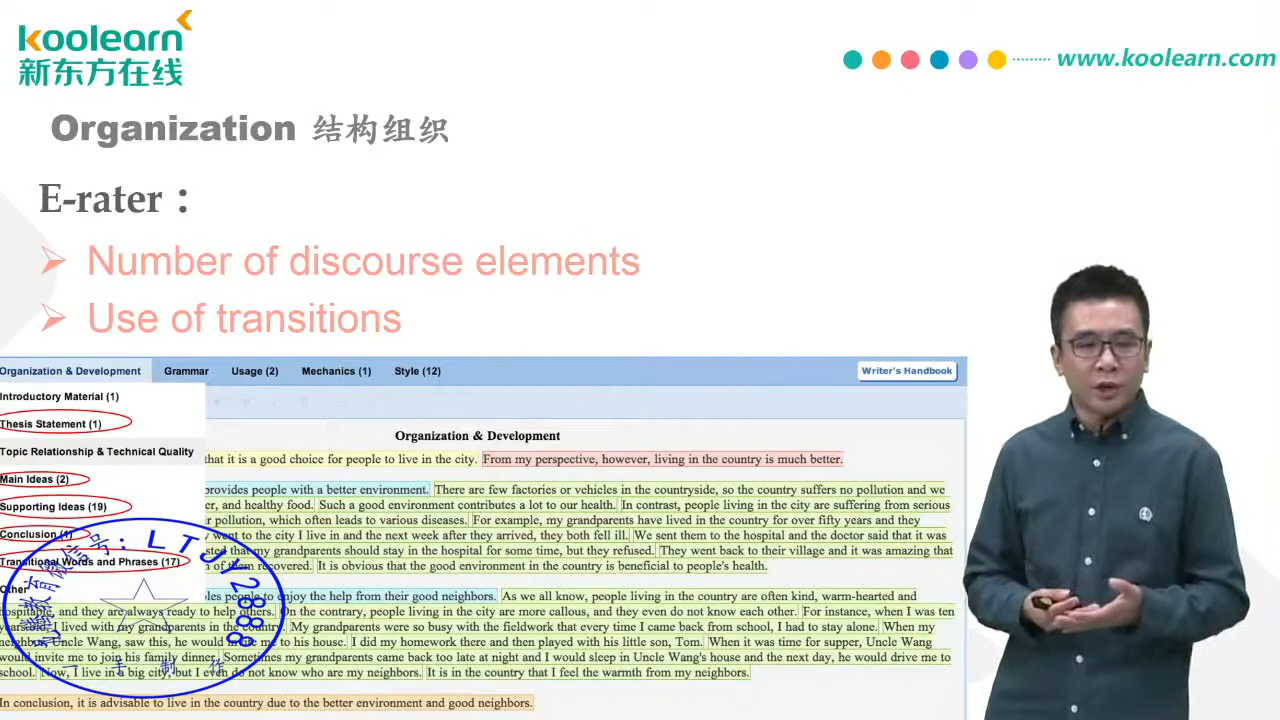 koolearn
新东方在线
www.koolearn.com
Organization 结构组织
E-rater：
Number of discourse elements
Use of transitions
Organization & Development Grammar Usage (2) Mechanics (1) Style (12) Writer's Handbook
Introductory Material (1)
Thesis Statement (1)
Topic Relationship & Technical Quality
Main Ideas (2)
Supporting Ideas (19)
Conclusion (1)
Transitional Words and Phrases (17)
Other
Organization & Development
that it is a good choice for people to live in the city. From my perspective, however, living in the country is much better.
provides people with a better environment. There are few factories or vehicles in the countryside, so the country suffers no pollution and we
er, and healthy food. Such a good environment contributes a lot to our health. In contrast, people living in the city are suffering from serious
r pollution, which often leads to various diseases. For example, my grandparents have lived in the country for over fifty years and they
y went to the city I live in and the next week after they arrived, they both fell ill. We sent them to the hospital and the doctor said that it was
sted that my grandparents should stay in the hospital for some time, but they refused. They went back to their village and it was amazing that
n of them recovered. It is obvious that the good environment in the country is beneficial to people's health.
bles people to enjoy the help from their good neighbors. As we all know, people living in the country are often kind, warm-hearted and
hospitable, and they are always ready to help others. On the contrary, people living in the city are more callous, and they even do not know each other. For instance, when I was ten
years old, I lived with my grandparents in the country. My grandparents were so busy with the fieldwork that every time I came back from school, I had to stay alone. When my
neighbor, Uncle Wang, saw this, he would invite me to his house. I did my homework there and then played with his little son, Tom. When it was time for supper, Uncle Wang
would invite me to join his family dinner. Sometimes my grandparents came back too late at night and I would sleep in Uncle Wang's house and the next day, he would drive me to
school. Now, I live in a big city, but I even do not know who are my neighbors. It is in the country that I feel the warmth from my neighbors.
In conclusion, it is advisable to live in the country due to the better environment and good neighbors.
微信号:LTJY2888
一手制作